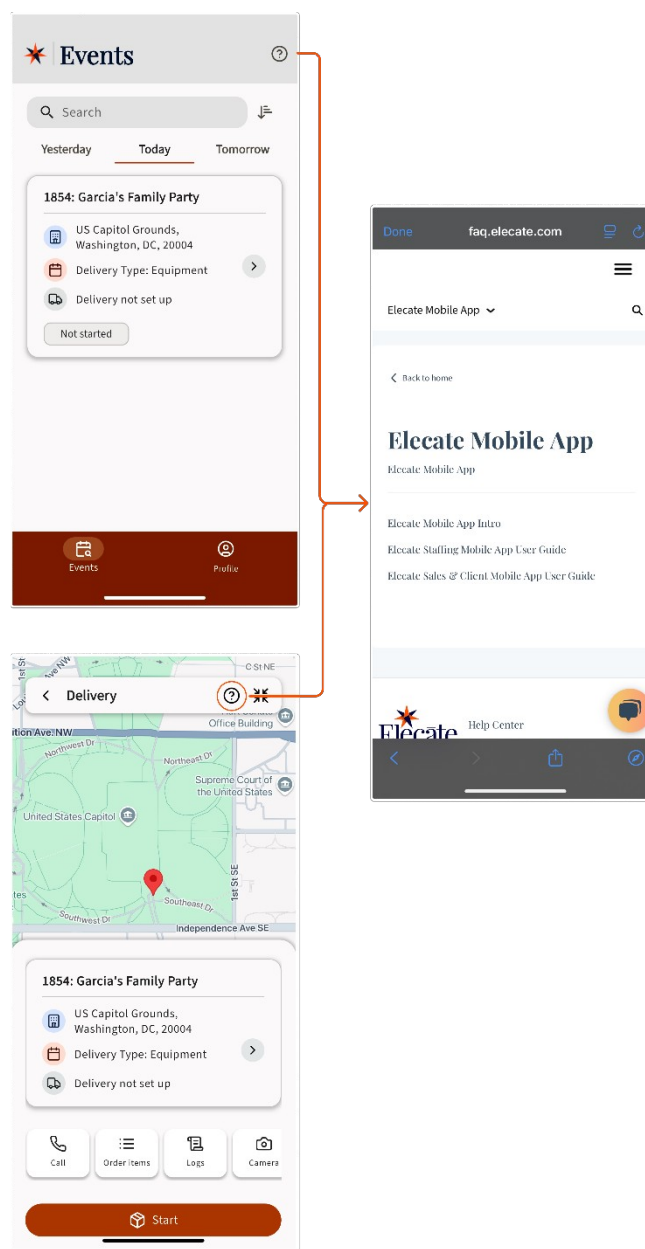 Events
?
Search
Yesterday
Today
Tomorrow
1854: Garcia's Family Party
US Capitol Grounds,
Washington, DC, 20004
Delivery Type: Equipment
Delivery not set up
Not started
Events
Profile
Done
faq.elecate.com
Elecate Mobile App
Back to home
Elecate Mobile App
Elecate Mobile App
Elecate Mobile App Intro
Elecate Staffing Mobile App User Guide
Elecate Sales & Client Mobile App User Guide
Elecate
Help Center
1st St
C St NE
Delivery
?
Office Building
Northwest Dr
Northeast Dr
Supreme Court of
the United States
United States Capitol
1st St SE
Southeast Dr
Southwest Dr
Independence Ave SE
1854: Garcia's Family Party
US Capitol Grounds,
Washington, DC, 20004
Delivery Type: Equipment
Delivery not set up
Call
Order items
Logs
Camera
Start